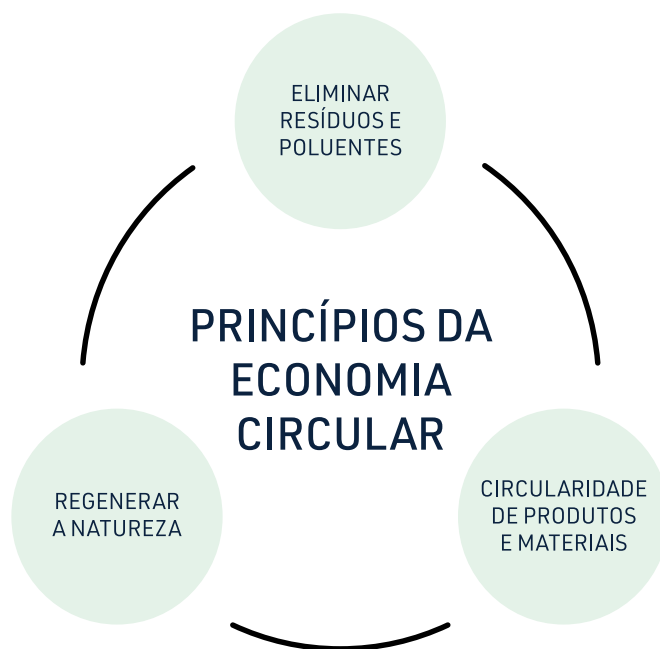 ELIMINAR
RESÍDUOS E
POLUENTES
PRINCÍPIOS DA
ECONOMIA
CIRCULAR
REGENERAR
A NATUREZA
CIRCULARIDADE
DE PRODUTOS
E MATERIAIS